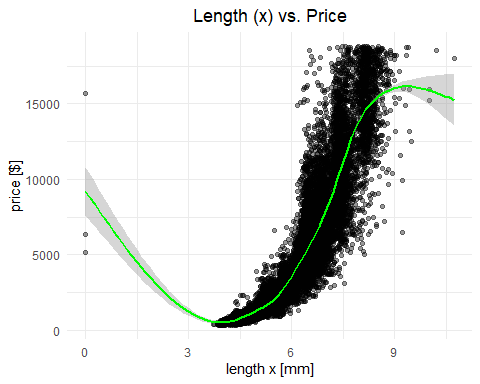 Length (x) vs. Price
price [$]
15000
10000
5000
0
0 3 6 9
length x [mm]